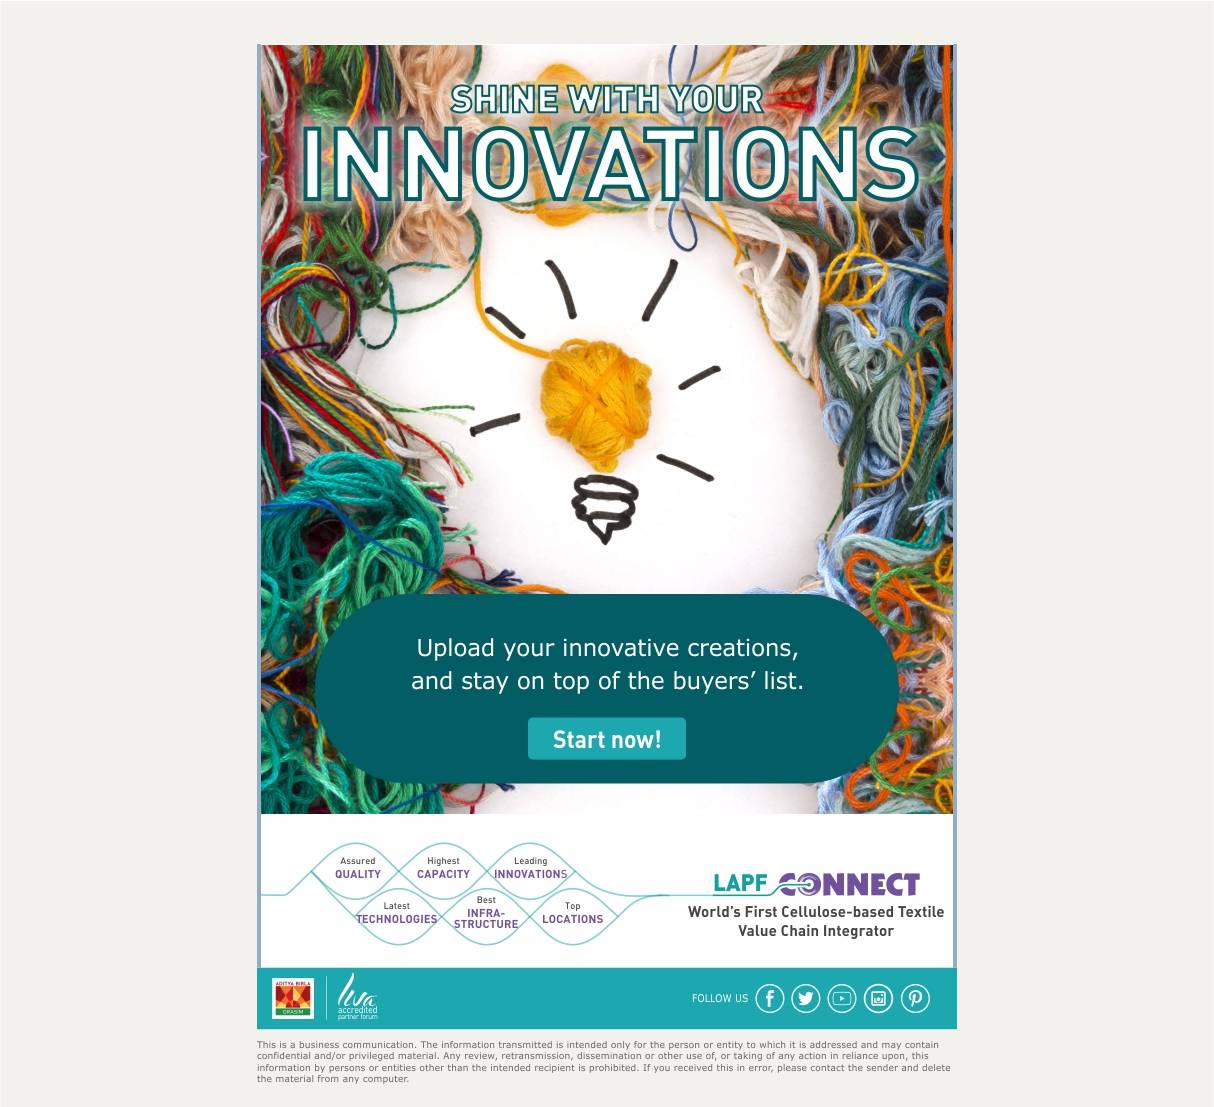 SHINE WITH YOUR
INNOVATIONS
Upload your innovative creations,
and stay on top of the buyers’ list.
Start now!
Assured
QUALITY
Highest
CAPACITY
Leading
INNOVATIONS
Latest
TECHNOLOGIES
Best
INFRA-
STRUCTURE
Top
LOCATIONS
LAPF CONNECT
World’s First Cellulose-based Textile
Value Chain Integrator
ADITYA BIRLA
GRASIM
Liva
accredited
partner forum
FOLLOW US
This is a business communication. The information transmitted is intended only for the person or entity to which it is addressed and may contain
confidential and/or privileged material. Any review, retransmission, dissemination or other use of, or taking of any action in reliance upon, this
information by persons or entities other than the intended recipient is prohibited. If you received this in error, please contact the sender and delete
the material from any computer.